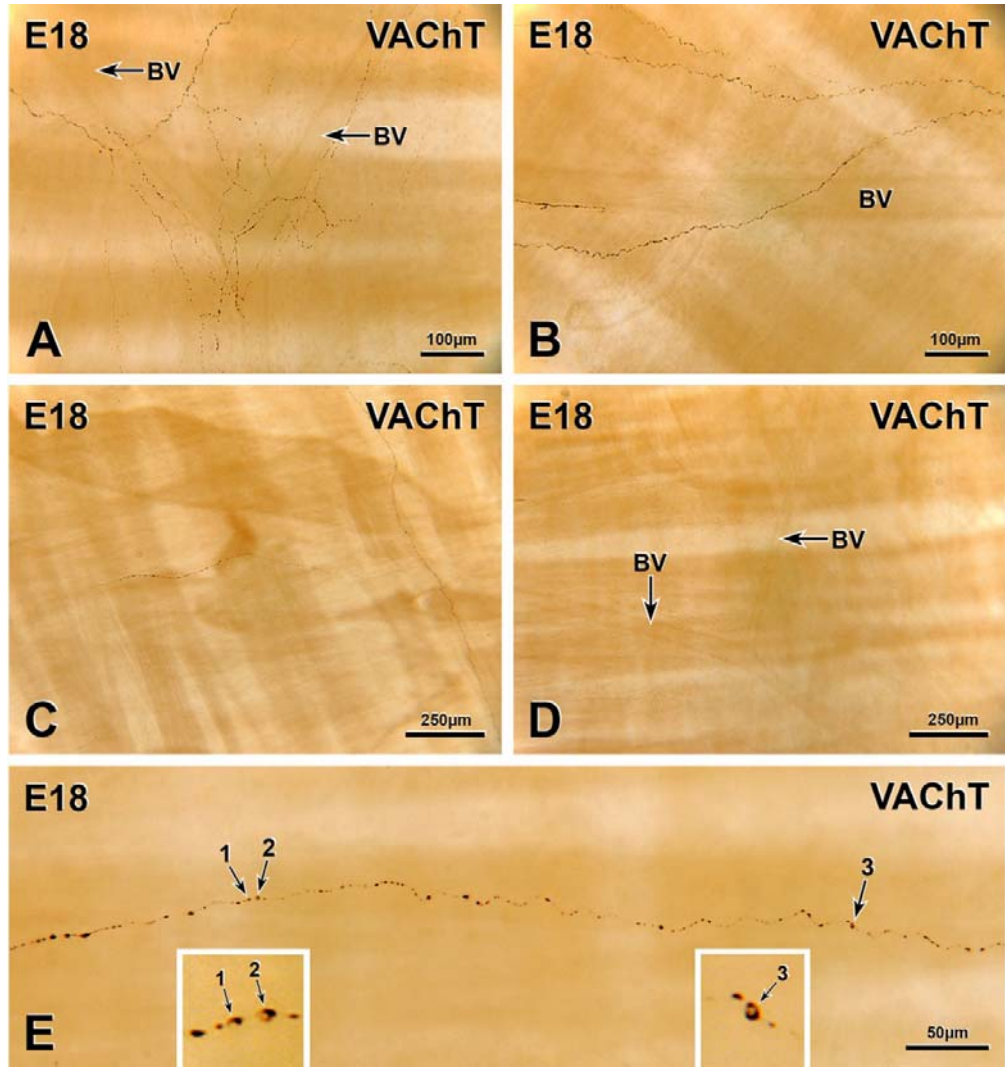 E18 VAChT
BV
BV
A 100µm
E18 VAChT
BV
B 100µm
E18 VAChT
C 250µm
E18 VAChT
BV
BV
D 250µm
E18 VAChT
1 2 3
1 2 3
E 50µm